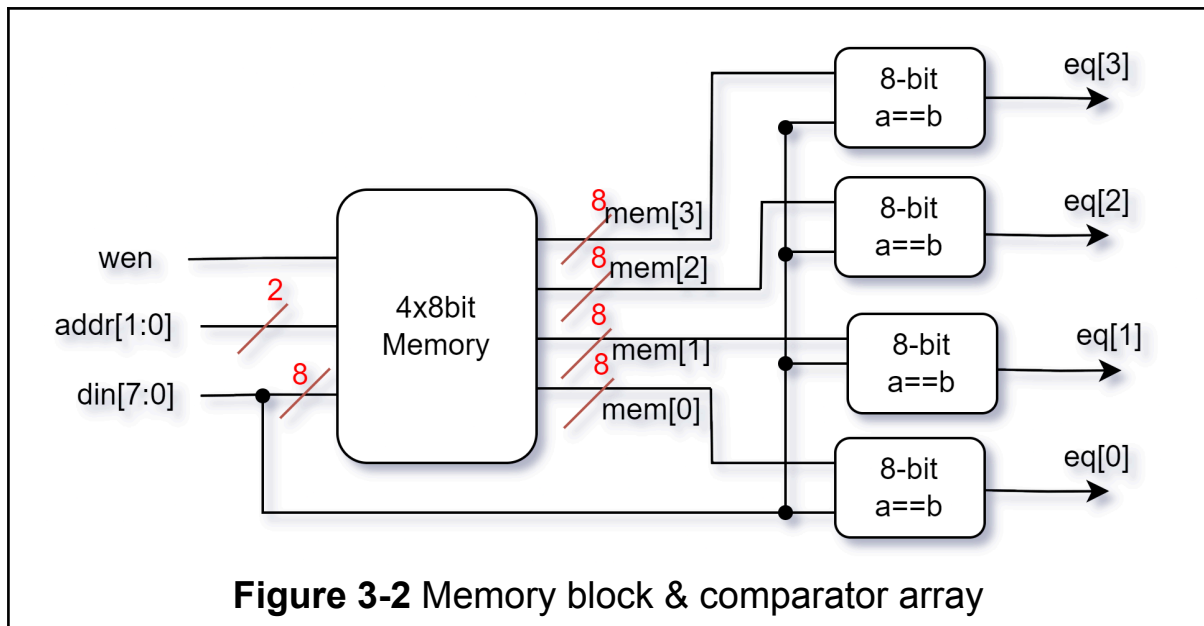 8-bit
a==b
eq[3]
8-bit
a==b
eq[2]
8-bit
a==b
eq[1]
8-bit
a==b
eq[0]
wen
addr[1:0]
2
din[7:0]
8
4x8bit
Memory
8
mem[3]
8
mem[2]
8
mem[1]
8
mem[0]
Figure 3-2 Memory block & comparator array